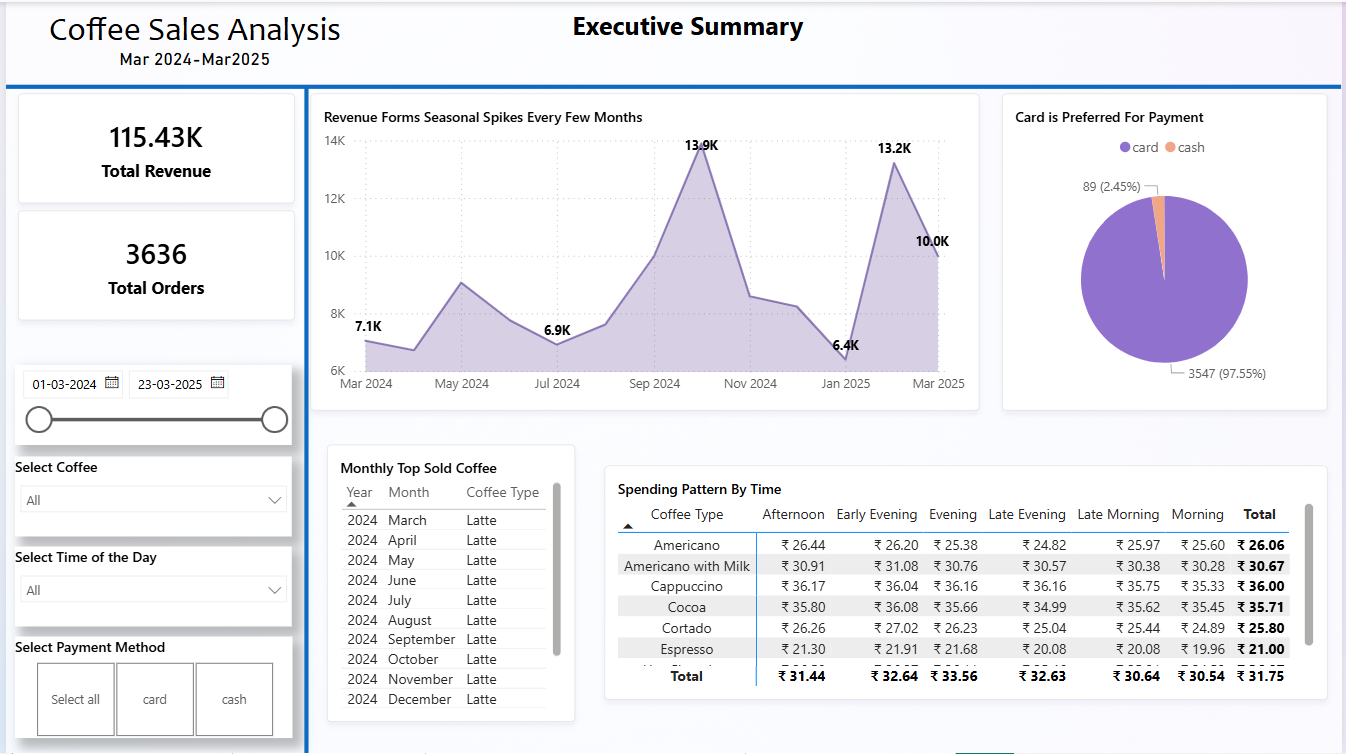 Coffee Sales Analysis
Mar 2024-Mar2025
Executive Summary
115.43K
Total Revenue
3636
Total Orders
01-03-2024 23-03-2025
Select Coffee
All
Select Time of the Day
All
Select Payment Method
Select all card cash
Revenue Forms Seasonal Spikes Every Few Months
14K
12K
10K
8K
6K
7.1K
6.9K
13.9K
6.4K
13.2K
10.0K
Mar 2024 May 2024 Jul 2024 Sep 2024 Nov 2024 Jan 2025 Mar 2025
Card is Preferred For Payment
card cash
89 (2.45%)
3547 (97.55%)
Monthly Top Sold Coffee
Year Month Coffee Type
2024 March Latte
2024 April Latte
2024 May Latte
2024 June Latte
2024 July Latte
2024 August Latte
2024 September Latte
2024 October Latte
2024 November Latte
2024 December Latte
Spending Pattern By Time
Coffee Type Afternoon Early Evening Evening Late Evening Late Morning Morning Total
Americano ₹ 26.44 ₹ 26.20 ₹ 25.38 ₹ 24.82 ₹ 25.97 ₹ 25.60 ₹ 26.06
Americano with Milk ₹ 30.91 ₹ 31.08 ₹ 30.76 ₹ 30.57 ₹ 30.38 ₹ 30.28 ₹ 30.67
Cappuccino ₹ 36.17 ₹ 36.04 ₹ 36.16 ₹ 36.16 ₹ 35.75 ₹ 35.33 ₹ 36.00
Cocoa ₹ 35.80 ₹ 36.08 ₹ 35.66 ₹ 34.99 ₹ 35.62 ₹ 35.45 ₹ 35.71
Cortado ₹ 26.26 ₹ 27.02 ₹ 26.23 ₹ 25.04 ₹ 25.44 ₹ 24.89 ₹ 25.80
Espresso ₹ 21.30 ₹ 21.91 ₹ 21.68 ₹ 20.08 ₹ 20.08 ₹ 19.96 ₹ 21.00
Total ₹ 31.44 ₹ 32.64 ₹ 33.56 ₹ 32.63 ₹ 30.64 ₹ 30.54 ₹ 31.75